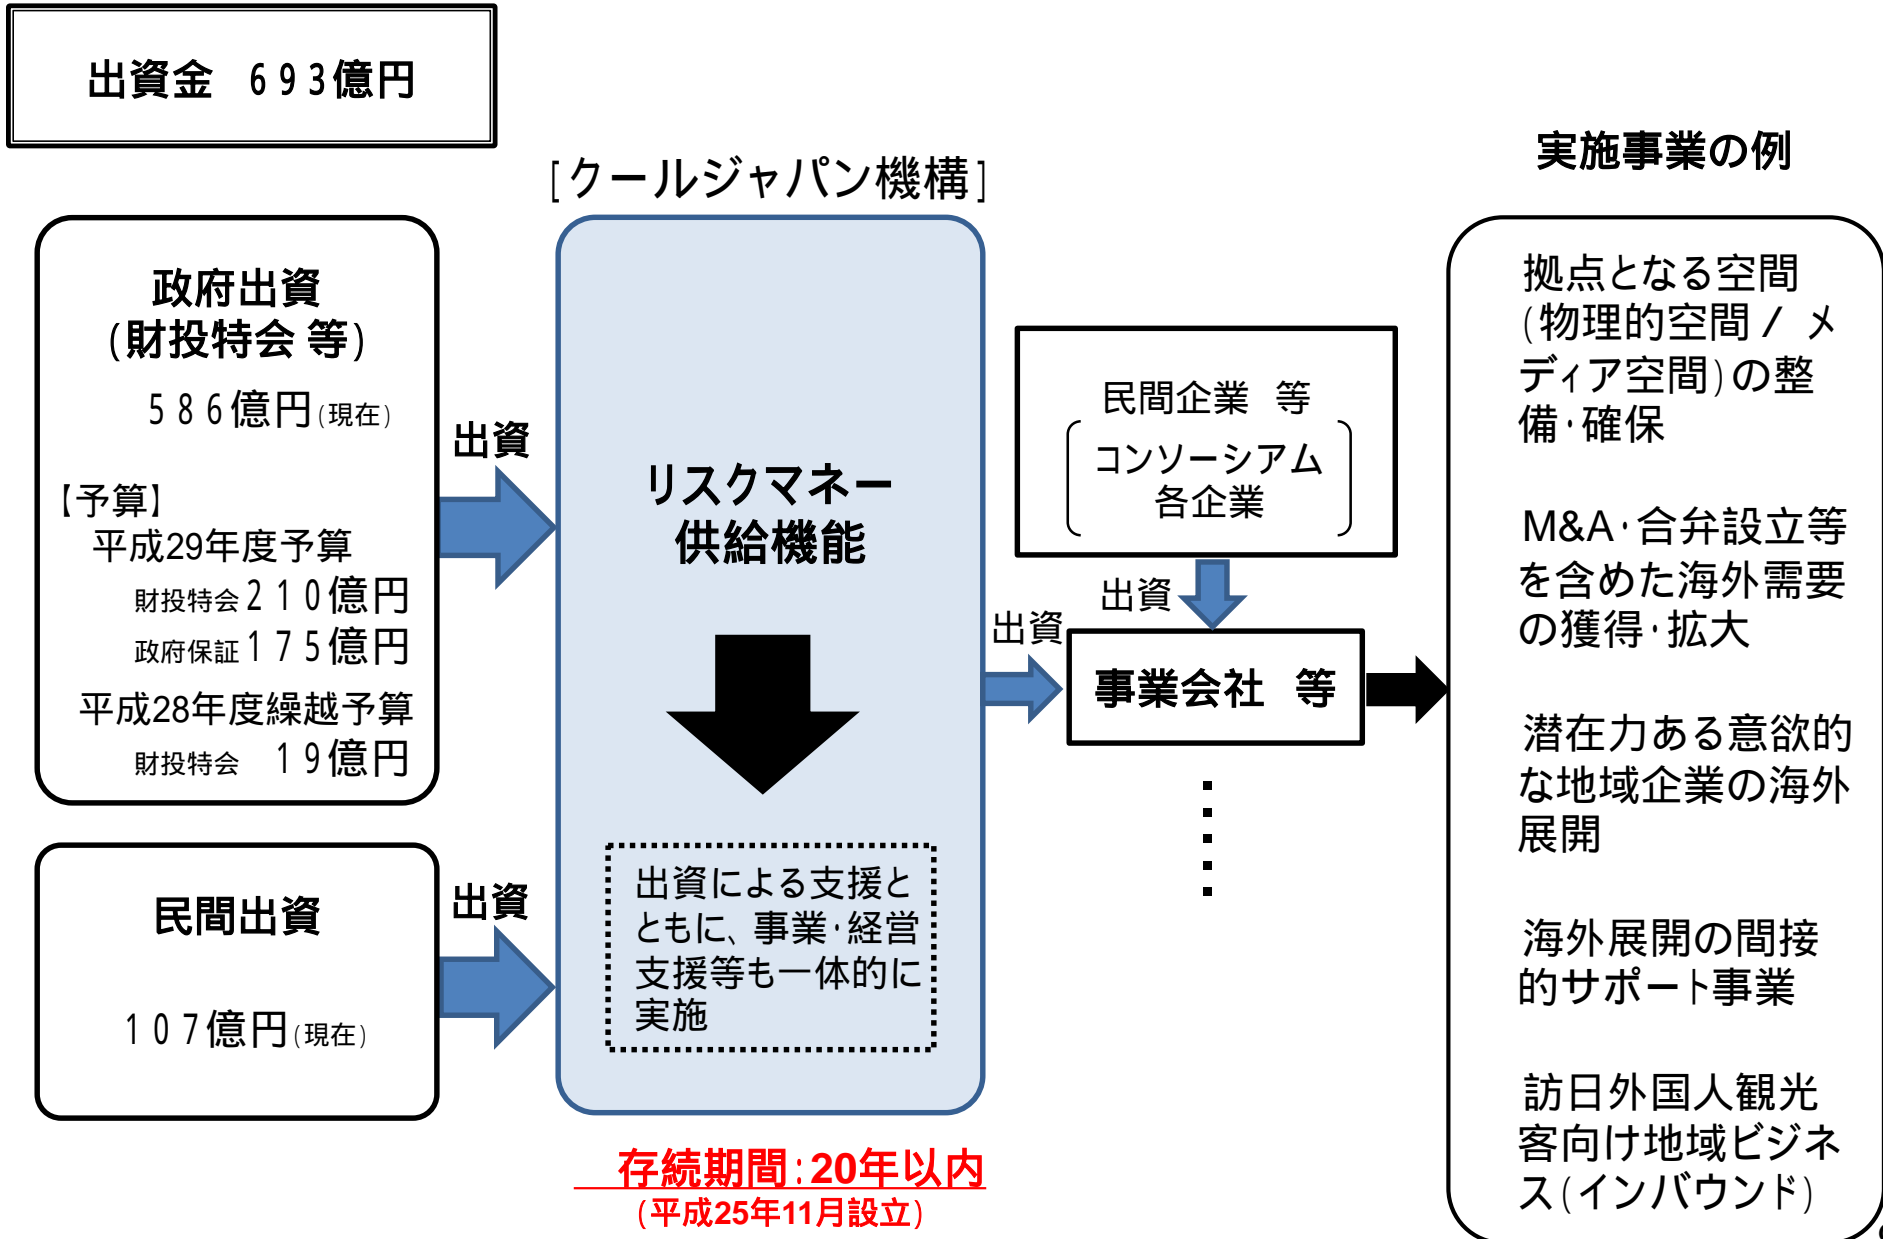 出資金 693億円
[クールジャパン機構]
実施事業の例
政府出資
(財投特会 等)
586億円(現在)
【予算】
平成29年度予算
財投特会210億円
政府保証175億円
平成28年度繰越予算
財投特会 19億円
出資
民間出資
107億円(現在)
出資
リスクマネー
供給機能
出資による支援と
ともに、事業・経営
支援等も一体的に
実施
存続期間:20年以内
(平成25年11月設立)
民間企業 等
コンソーシアム
各企業
出資
出資
事業会社 等
拠点となる空間
(物理的空間/メ
ディア空間)の整
備・確保
M&A・合弁設立等
を含めた海外需要
の獲得・拡大
潜在力ある意欲的
な地域企業の海外
展開
海外展開の間接
的サポート事業
訪日外国人観光
客向け地域ビジネ
ス(インバウンド)